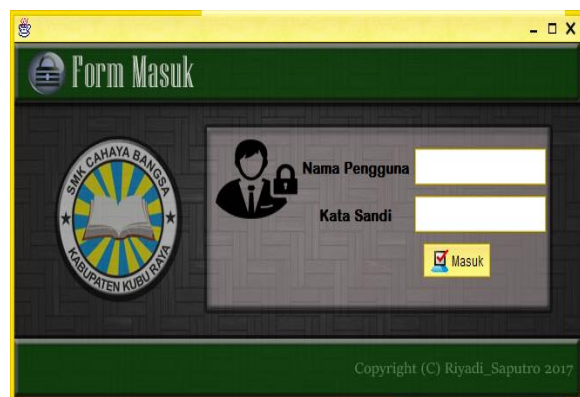 Form Masuk
SMK CAHAYA BANGSA
KABUPATEN KUBU RAYA
Nama Pengguna
Kata Sandi
Masuk
Copyright (C) Riyadi_Saputro 2017